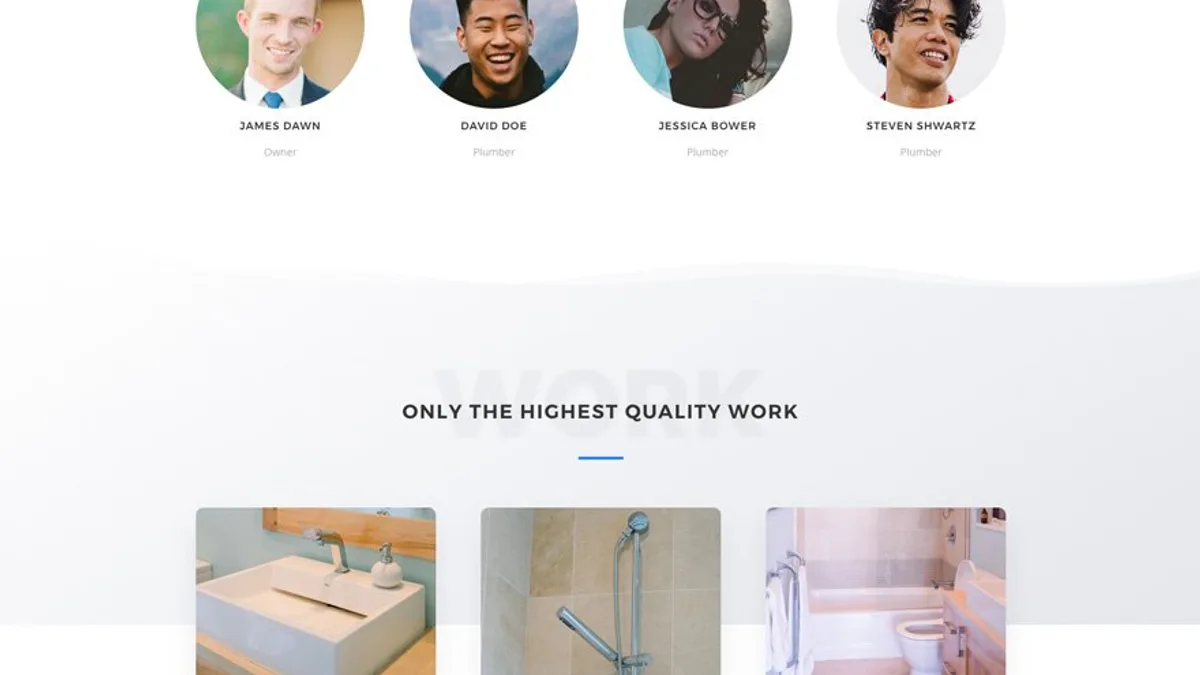 JAMES DAWN
DAVID DOE
JESSICA BOWER
STEVEN SHWARTZ
Owner
Plumber
Plumber
Plumber
WORK
ONLY THE HIGHEST QUALITY WORK